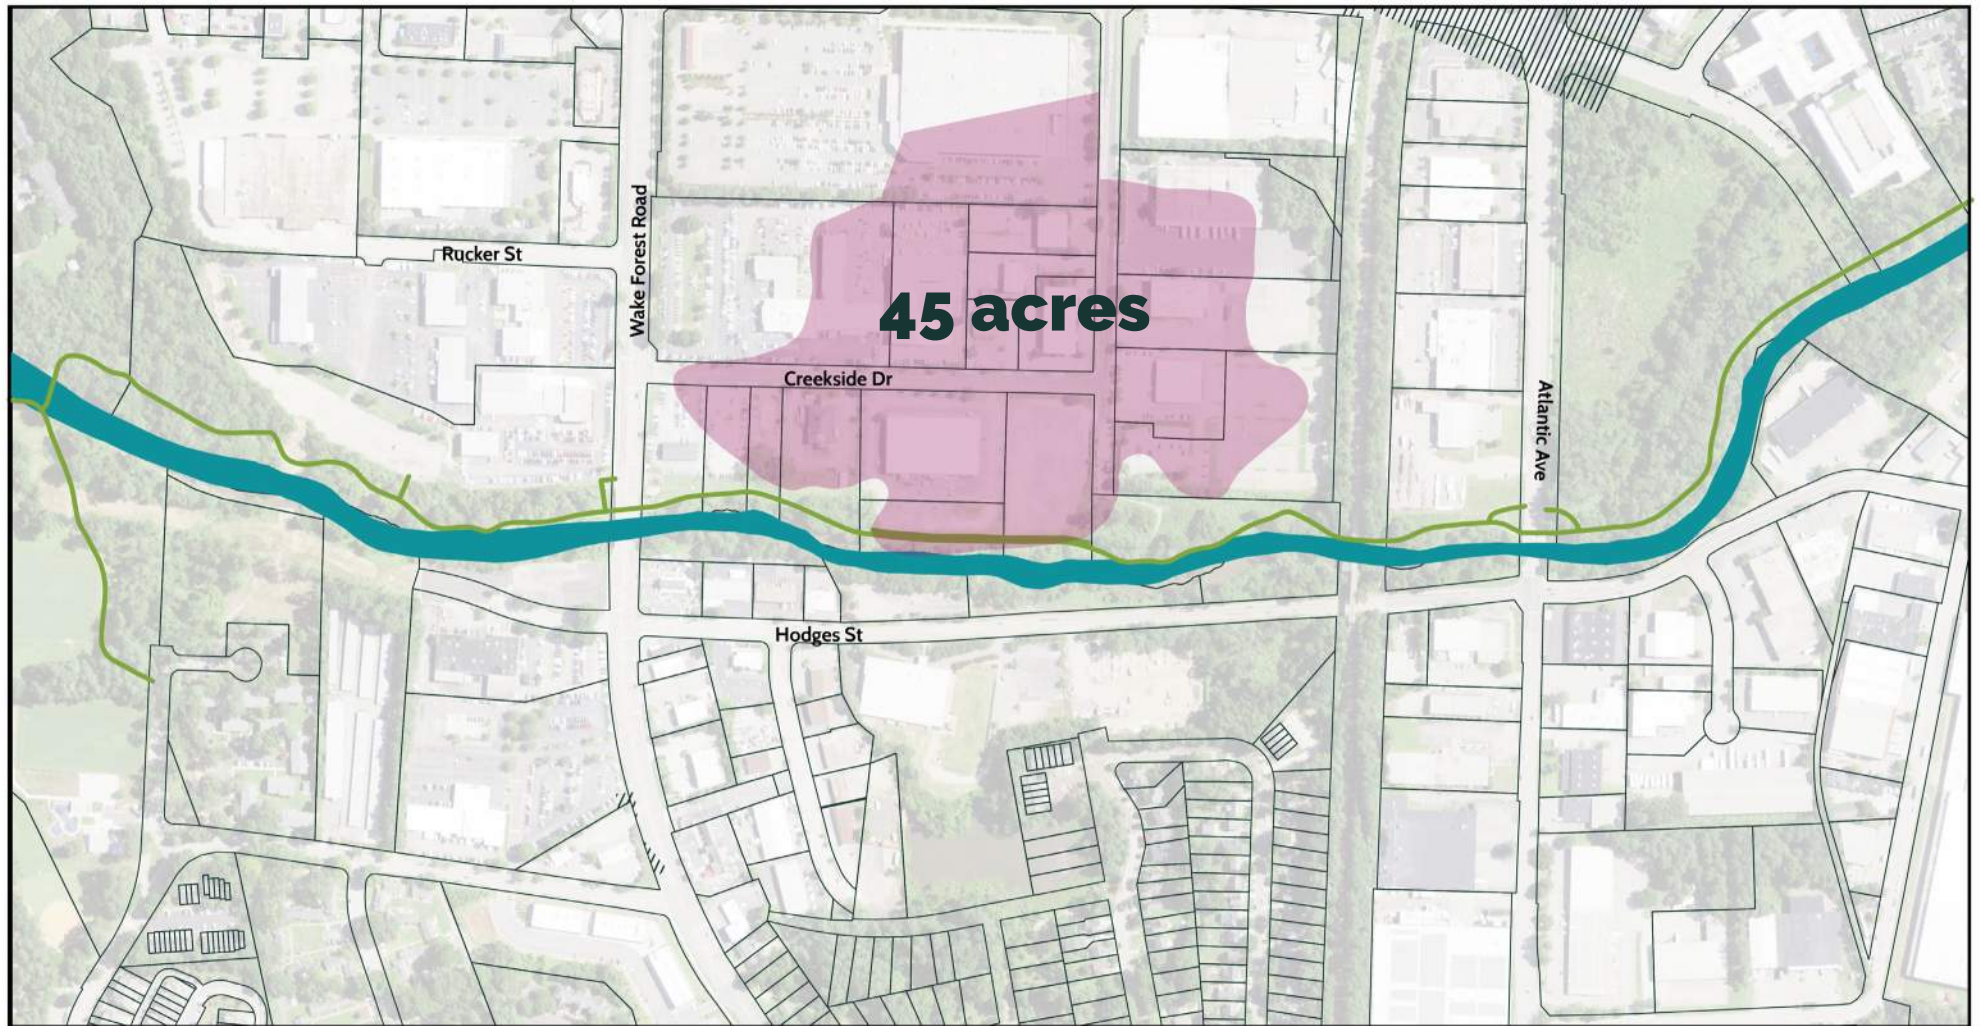 Rucker St
Wake Forest Road
45 acres
Creekside Dr
Atlantic Ave
Hodges St